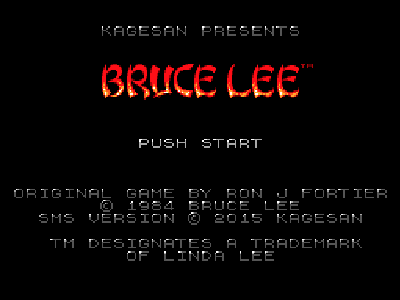 KAGESAN PRESENTS
BRUCE LEE™
PUSH START
ORIGINAL GAME BY RON J FORTIER
© 1984 BRUCE LEE
SMS VERSION © 2015 KAGESAN
TM DESIGNATES A TRADEMARK
OF LINDA LEE